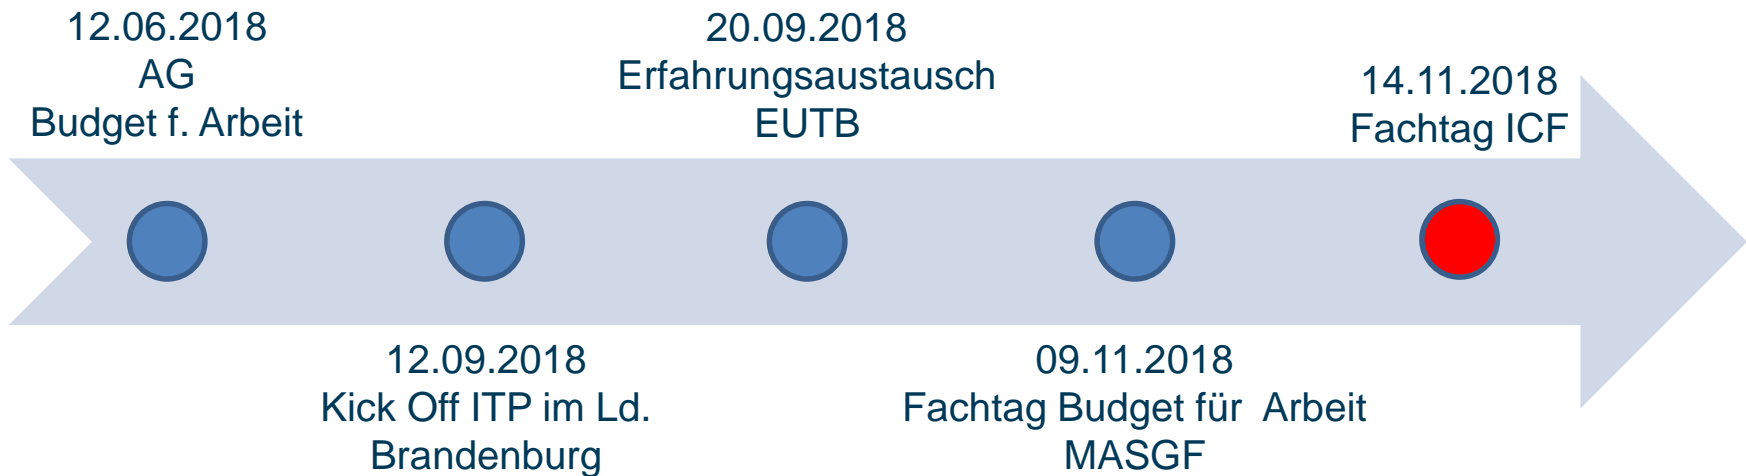 12.06.2018
AG
Budget f. Arbeit
12.09.2018
Kick Off ITP im Ld.
Brandenburg
20.09.2018
Erfahrungsaustausch
EUTB
09.11.2018
Fachtag Budget für Arbeit
MASGF
14.11.2018
Fachtag ICF